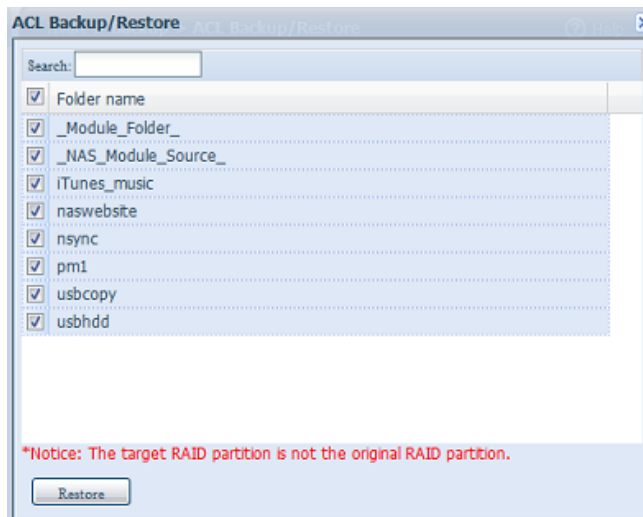 ACL Backup/Restore
Search:
Folder name
_Module_Folder_
_NAS_Module_Source_
iTunes_music
naswebsite
nsync
pm1
usbcopy
usbhdd
*Notice: The target RAID partition is not the original RAID partition.
Restore